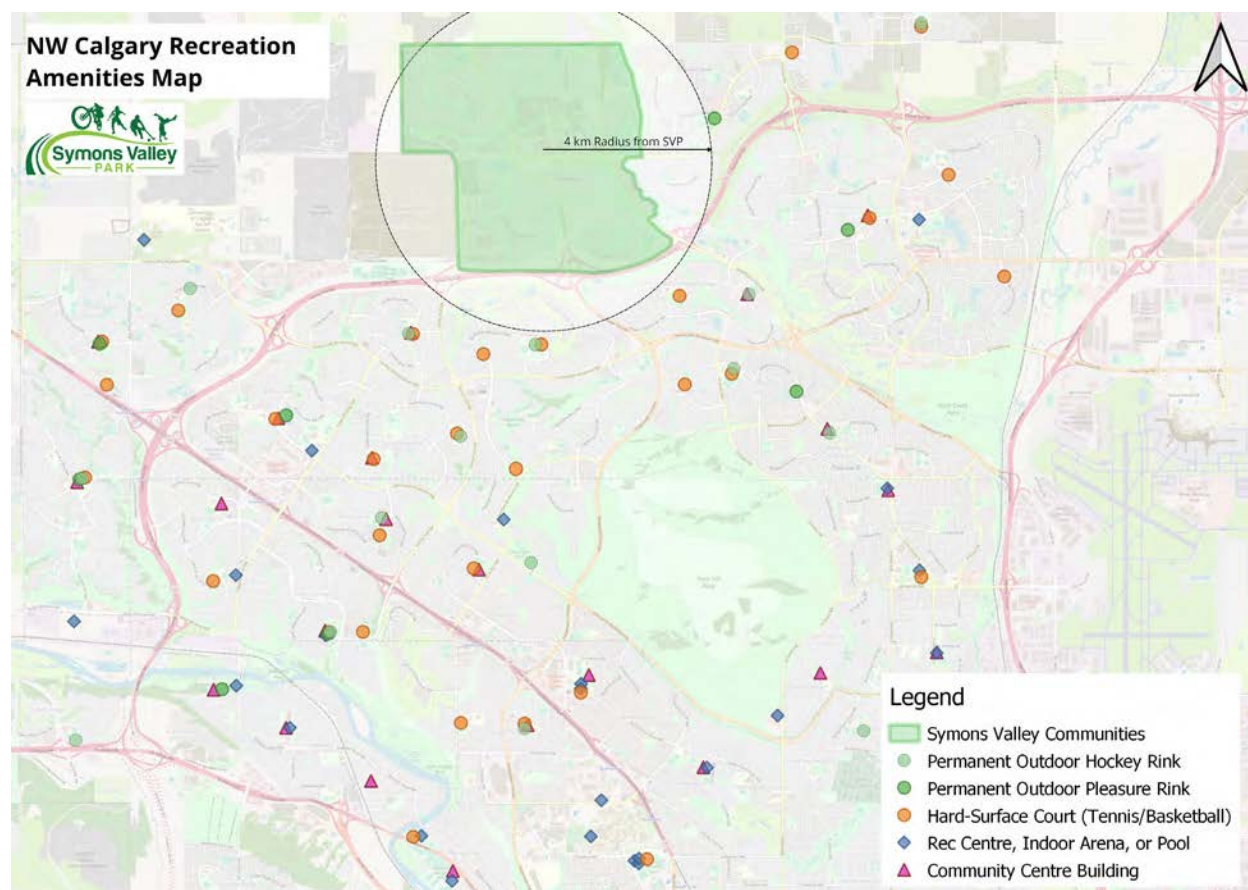 NW Calgary Recreation
Amenities Map
Symons Valley
PARK
4 km Radius from SVP
Legend
Symons Valley Communities
Permanent Outdoor Hockey Rink
Permanent Outdoor Pleasure Rink
Hard-Surface Court (Tennis/Basketball)
Rec Centre, Indoor Arena, or Pool
Community Centre Building